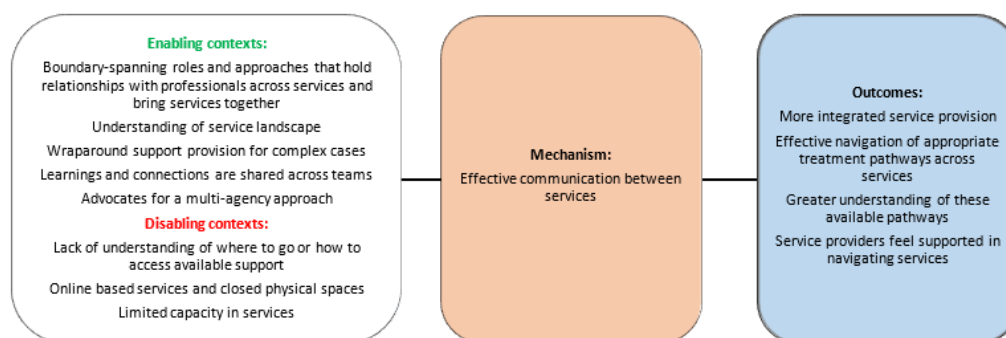 Enabling contexts:
Boundary-spanning roles and approaches that hold
relationships with professionals across services and
bring services together
Understanding of service landscape
Wraparound support provision for complex cases
Learnings and connections are shared across teams
Advocates for a multi-agency approach
Disabling contexts:
Lack of understanding of where to go or how to
access available support
Online based services and closed physical spaces
Limited capacity in services
Mechanism:
Effective communication between
services
Outcomes:
More integrated service provision
Effective navigation of appropriate
treatment pathways across
services
Greater understanding of these
available pathways
Service providers feel supported in
navigating services